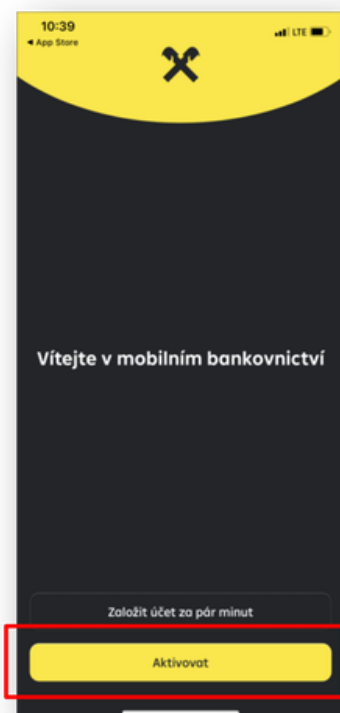 10:39
LTE
◀ App Store
Vítejte v mobilním bankovnictví
Založit účet za pár minut
Aktivovat